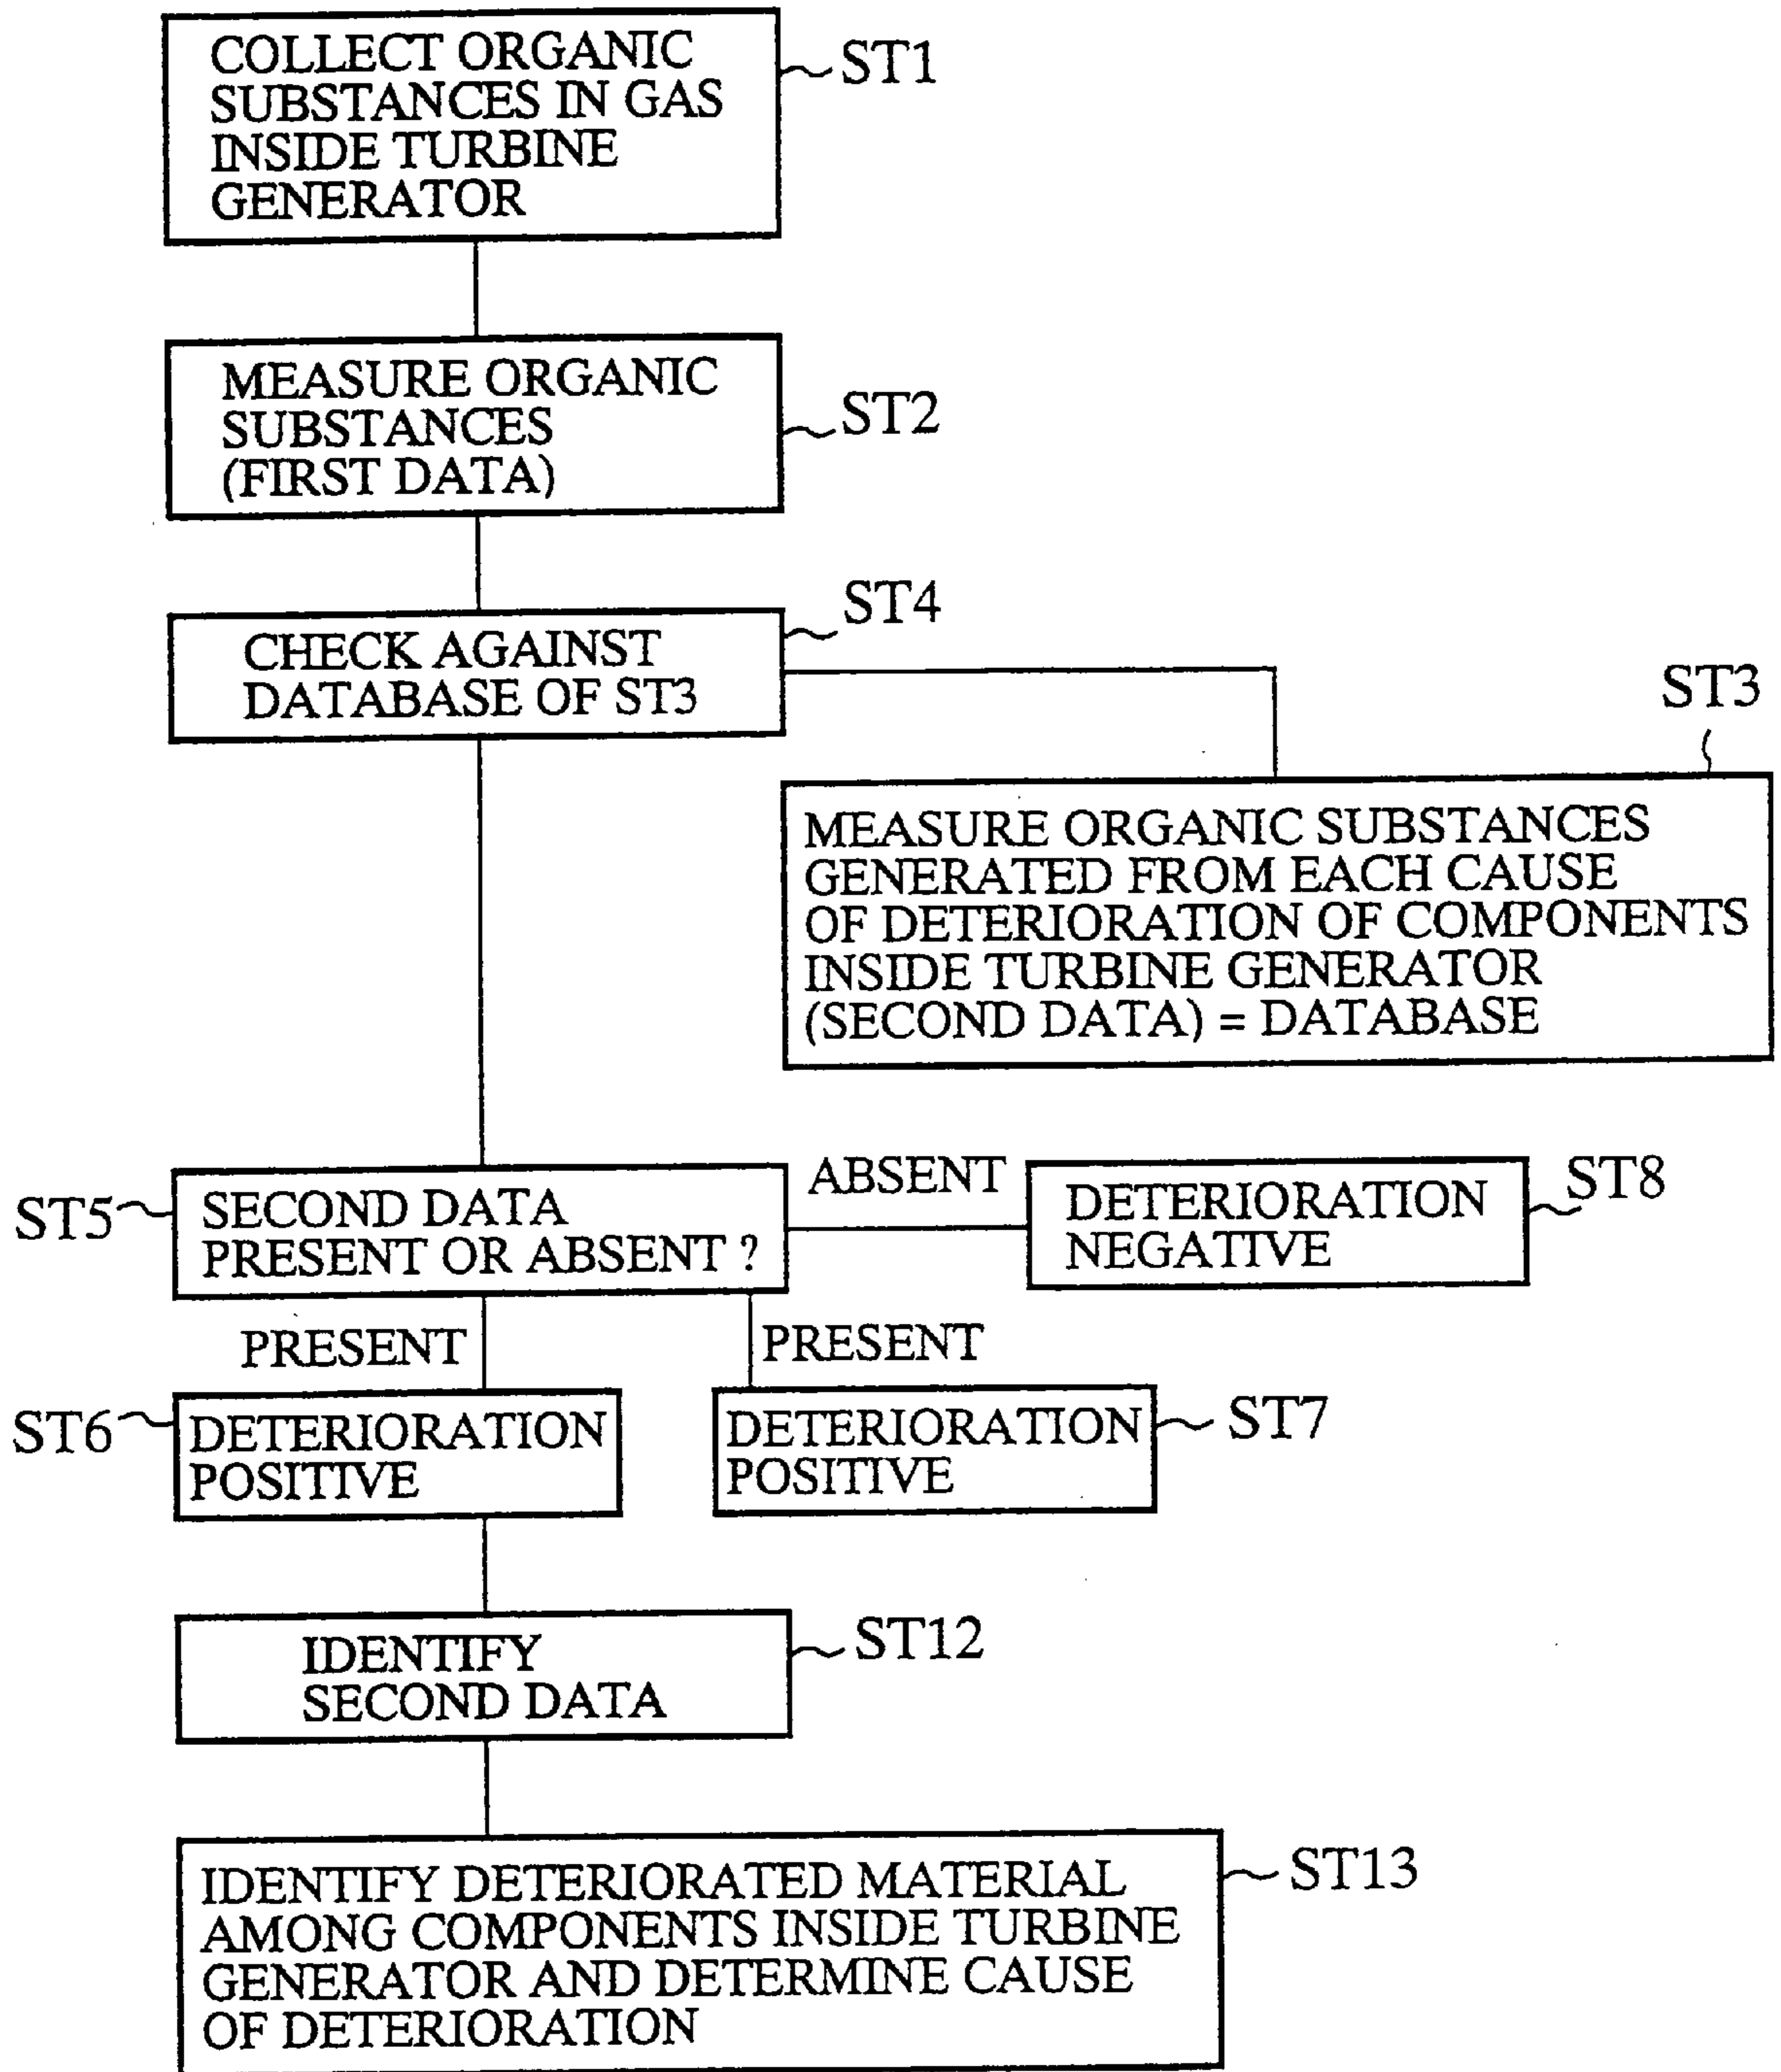 COLLECT ORGANIC
SUBSTANCES IN GAS
INSIDE TURBINE
GENERATOR
ST1
MEASURE ORGANIC
SUBSTANCES
(FIRST DATA)
ST2
ST4
CHECK AGAINST
DATABASE OF ST3
ST3
MEASURE ORGANIC SUBSTANCES
GENERATED FROM EACH CAUSE
OF DETERIORATION OF COMPONENTS
INSIDE TURBINE GENERATOR
(SECOND DATA) = DATABASE
ST5
SECOND DATA
PRESENT OR ABSENT ?
ABSENT
DETERIORATION
NEGATIVE
ST8
PRESENT
PRESENT
ST6
DETERIORATION
POSITIVE
DETERIORATION
POSITIVE
ST7
IDENTIFY
SECOND DATA
ST12
IDENTIFY DETERIORATED MATERIAL
AMONG COMPONENTS INSIDE TURBINE
GENERATOR AND DETERMINE CAUSE
OF DETERIORATION
ST13